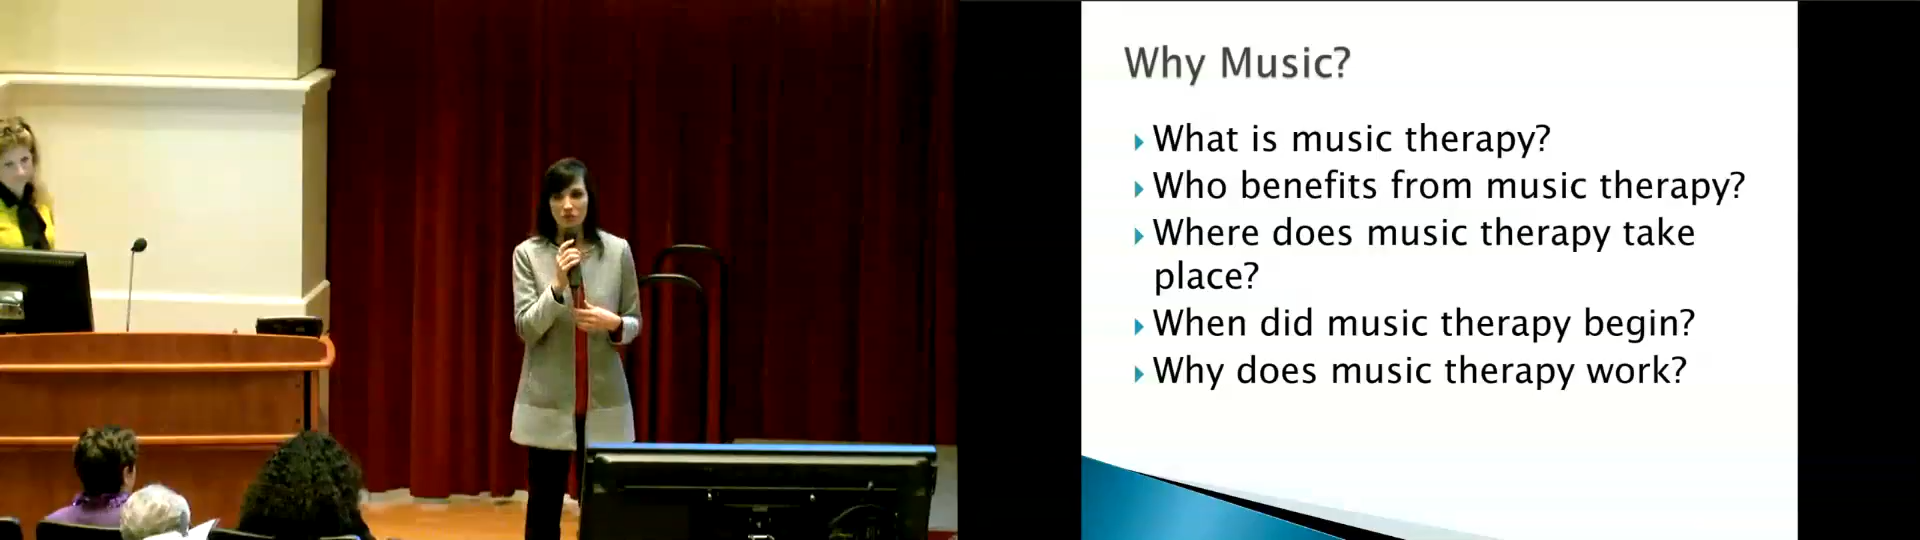 Why Music?
What is music therapy?
Who benefits from music therapy?
Where does music therapy take
place?
When did music therapy begin?
Why does music therapy work?